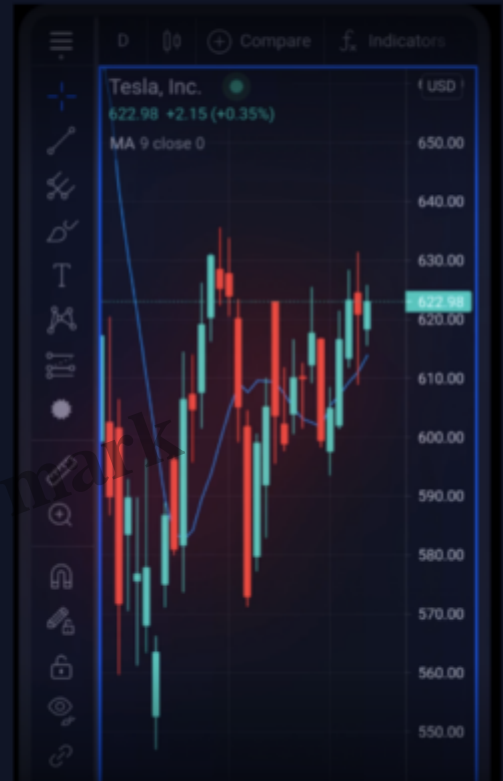 D Compare Indicators
Tesla, Inc. USD
622.98 +2.15 (+0.35%)
MA 9 close 0
650.00
640.00
630.00
622.98
620.00
610.00
600.00
590.00
580.00
570.00
560.00
550.00
T
mark